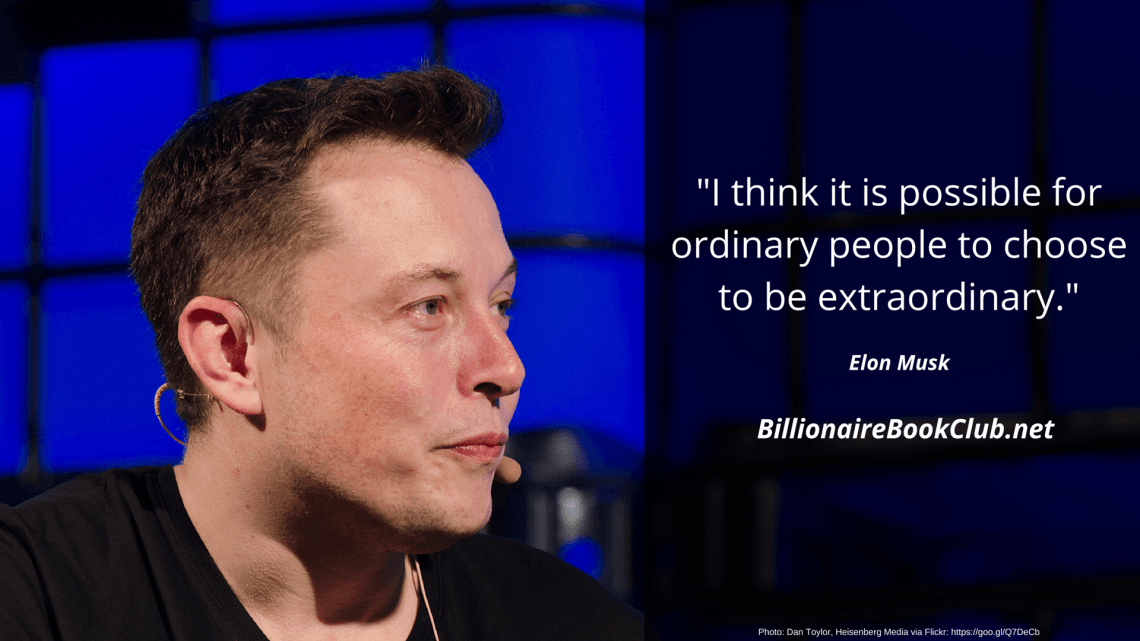 "I think it is possible for
ordinary people to choose
to be extraordinary."
Elon Musk
BillionaireBookClub.net
Photo: Dan Toylor, Heisenberg Media via Flickr: https://goo.gl/Q7DeCb